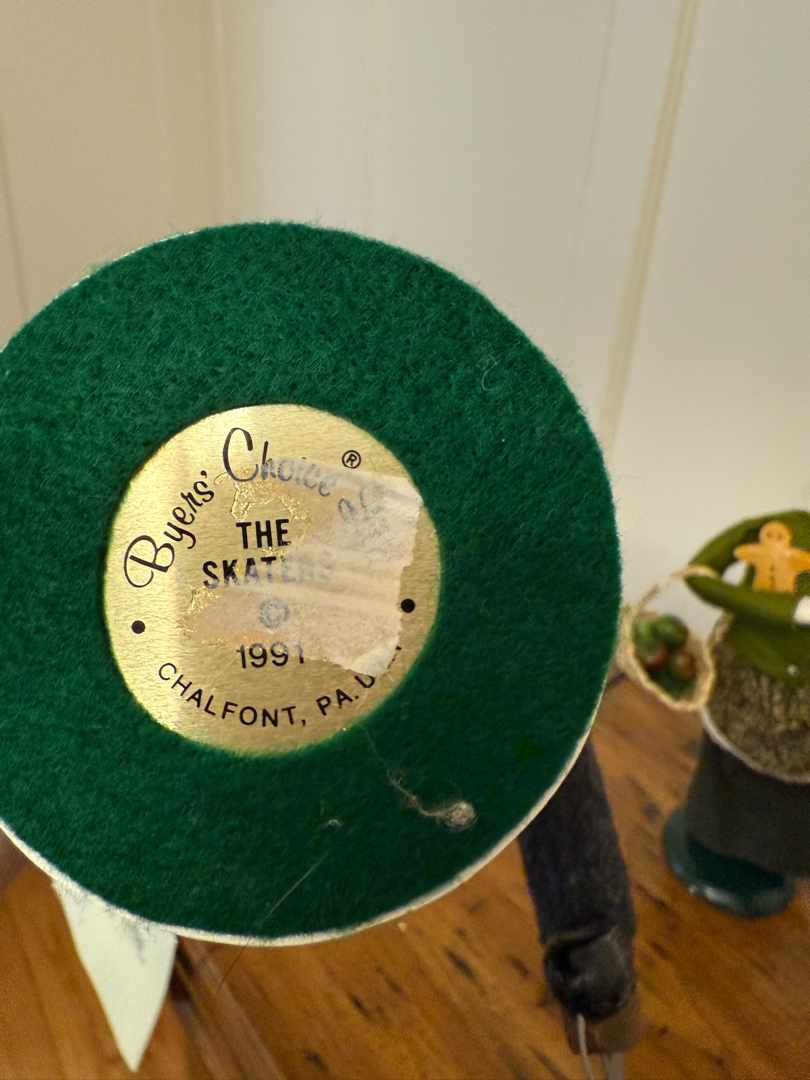 Byers' Choice ®
THE
SKATERS
©
1991
CHALFONT, PA. U.